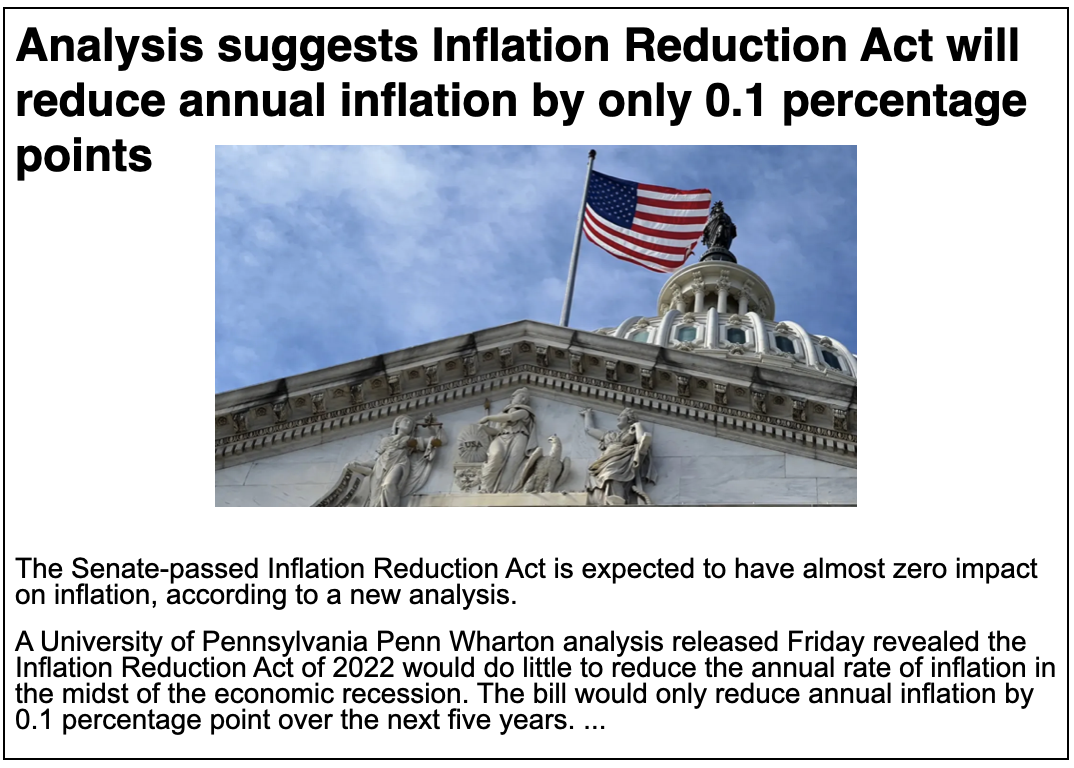 Analysis suggests Inflation Reduction Act will
reduce annual inflation by only 0.1 percentage
points
USA
The Senate-passed Inflation Reduction Act is expected to have almost zero impact
on inflation, according to a new analysis.
A University of Pennsylvania Penn Wharton analysis released Friday revealed the
Inflation Reduction Act of 2022 would do little to reduce the annual rate of inflation in
the midst of the economic recession. The bill would only reduce annual inflation by
0.1 percentage point over the next five years. ...